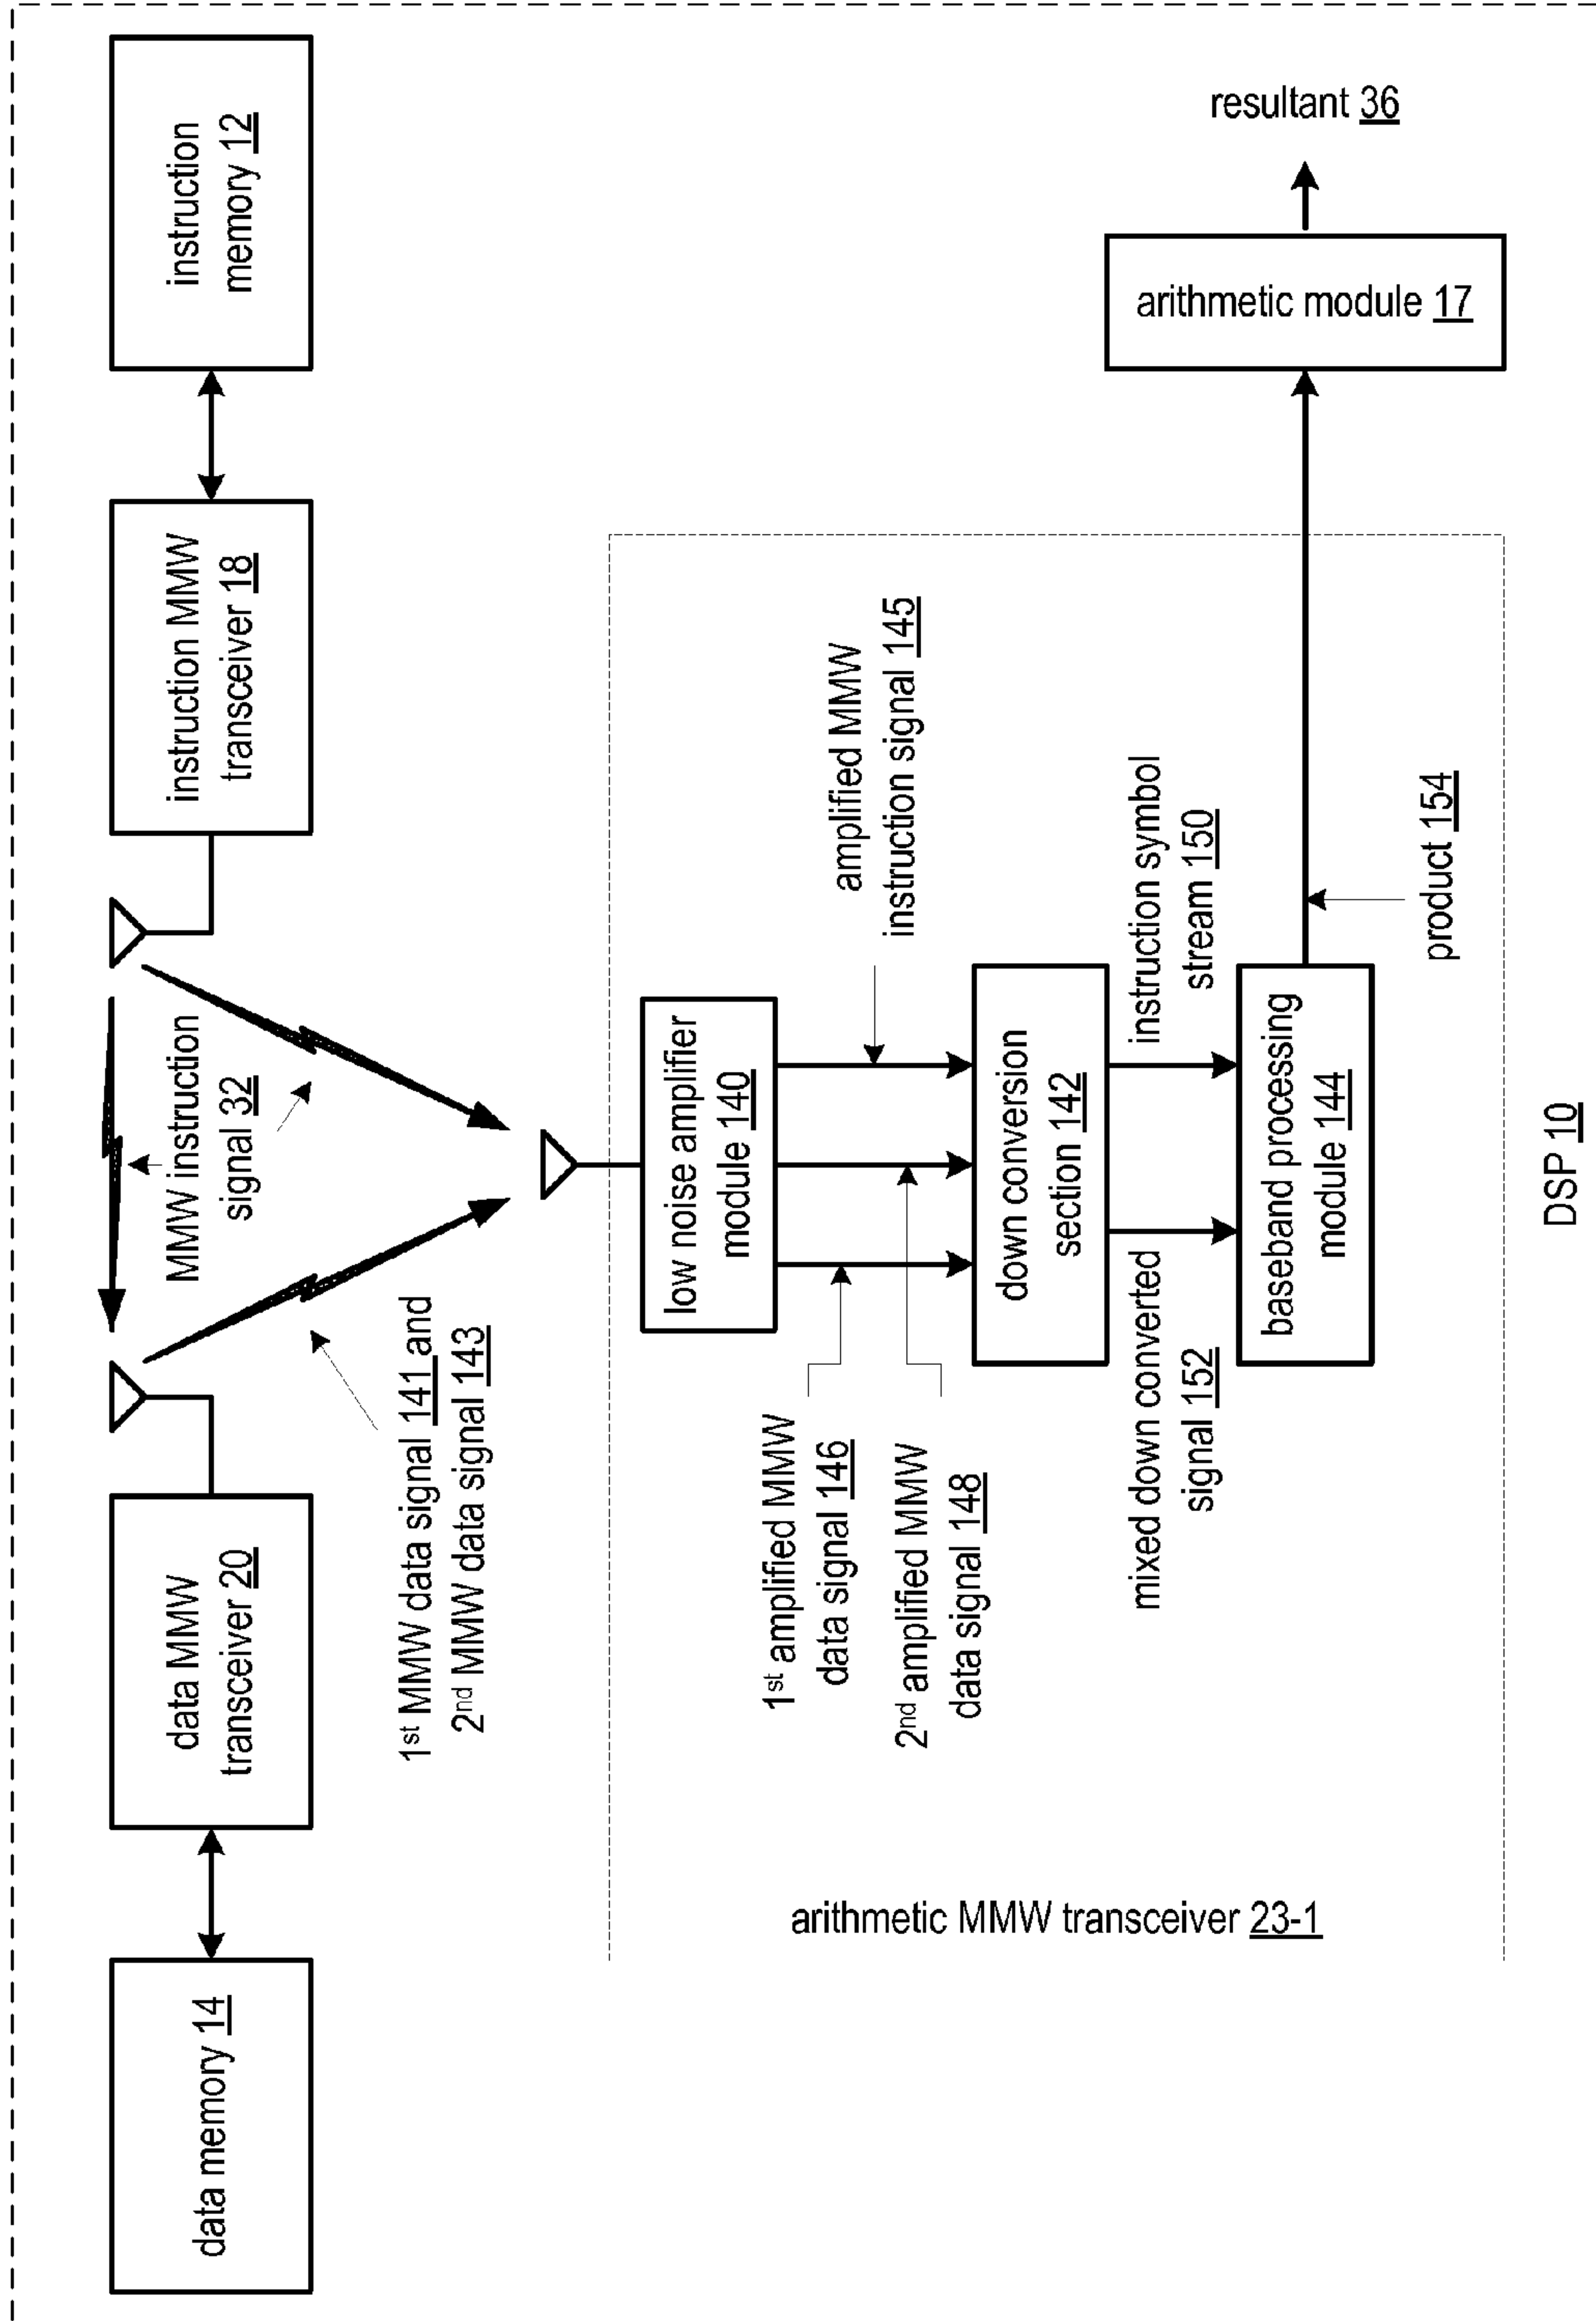 data memory 14
data MMW
transceiver 20
instruction MMW
transceiver 18
instruction
memory 12
MMW instruction
signal 32
1st MMW data signal 141 and
2nd MMW data signal 143
low noise amplifier
module 140
amplified MMW
instruction signal 145
1st amplified MMW
data signal 146
2nd amplified MMW
data signal 148
down conversion
section 142
mixed down converted
signal 152
instruction symbol
stream 150
baseband processing
module 144
product 154
arithmetic module 17
resultant 36
arithmetic MMW transceiver 23-1
DSP 10